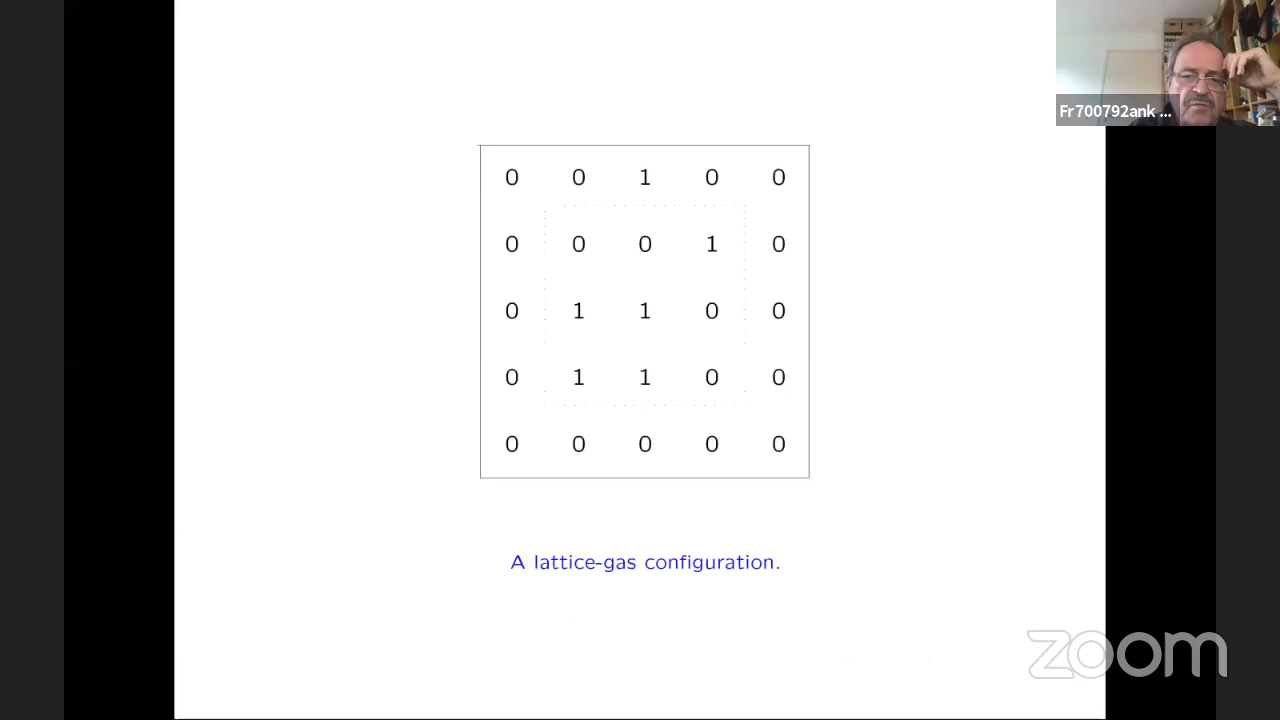 Fr700792ank ...
0 0 1 0 0
0 0 0 1 0
0 1 1 0 0
0 1 1 0 0
0 0 0 0 0
A lattice-gas configuration.
zoom